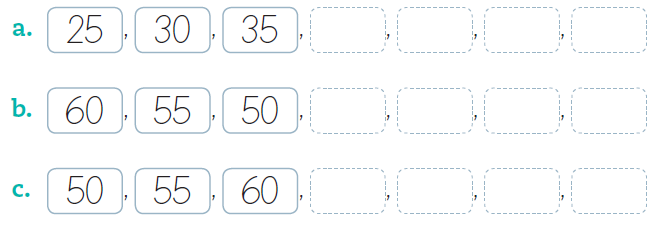 a. 25, 30, 35, , , ,
b. 60, 55, 50, , , ,
c. 50, 55, 60, , , ,